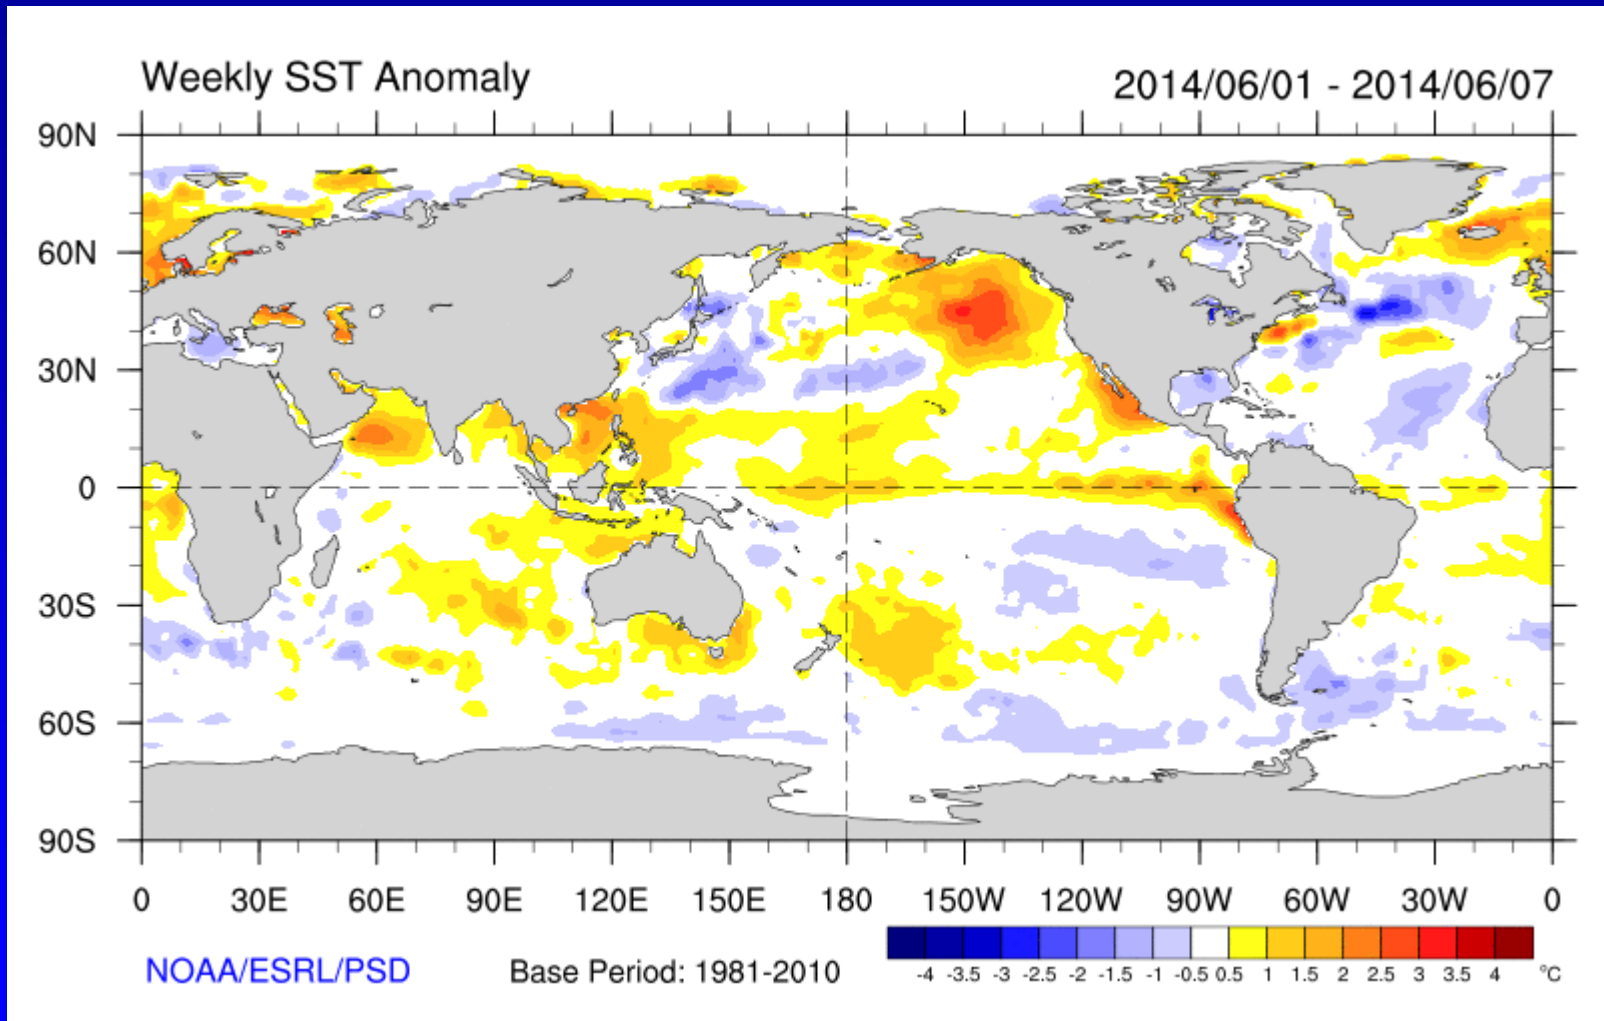 Weekly SST Anomaly 2014/06/01 - 2014/06/07
90N
60N
30N
0
30S
60S
90S
0 30E 60E 90E 120E 150E 180 150W 120W 90W 60W 30W 0
-4 -3.5 -3 -2.5 -2 -1.5 -1 -0.5 0.5 1 1.5 2 2.5 3 3.5 4 °C
NOAA/ESRL/PSD Base Period: 1981-2010